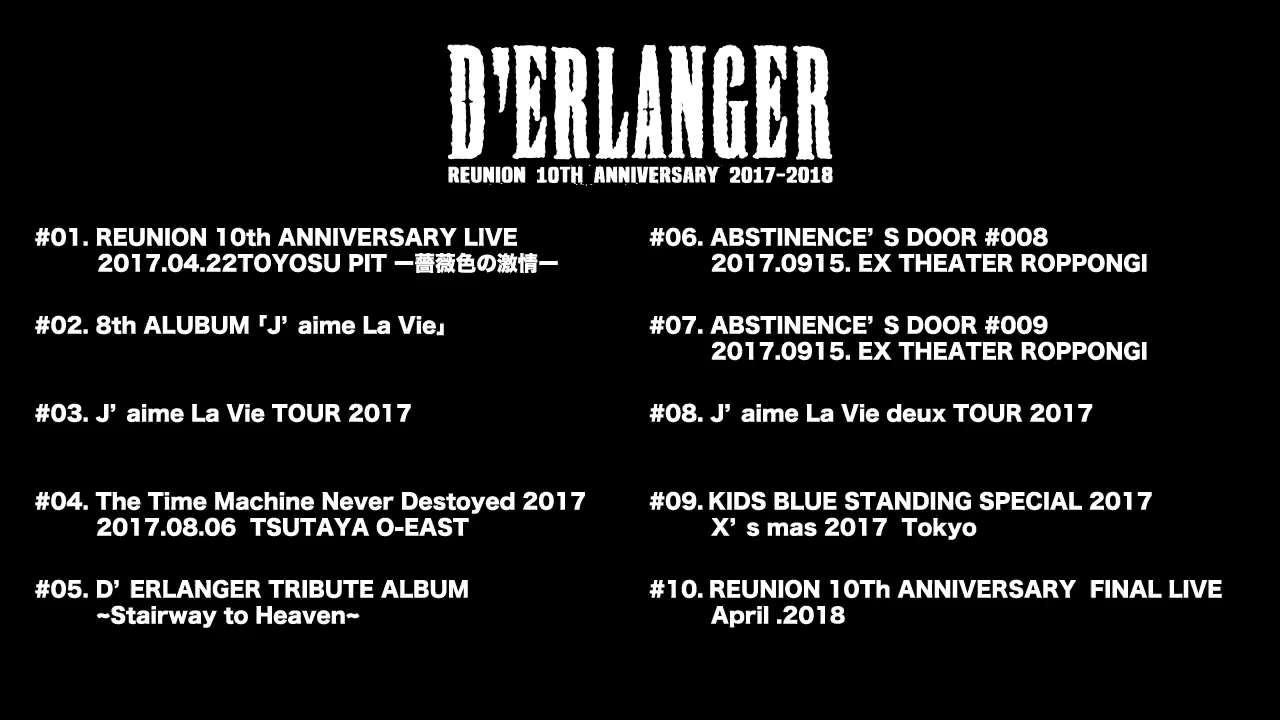 D'ERLANGER
REUNION 10TH ANNIVERSARY 2017-2018
#01. REUNION 10th ANNIVERSARY LIVE
2017.04.22TOYOSU PIT ー薔薇色の激情ー
#02. 8th ALUBUM「J’ aime La Vie」
#03. J’ aime La Vie TOUR 2017
#04. The Time Machine Never Destoyed 2017
2017.08.06 TSUTAYA O-EAST
#05. D’ ERLANGER TRIBUTE ALBUM
~Stairway to Heaven~
#06. ABSTINENCE’ S DOOR #008
2017.0915. EX THEATER ROPPONGI
#07. ABSTINENCE’ S DOOR #009
2017.0915. EX THEATER ROPPONGI
#08. J’ aime La Vie deux TOUR 2017
#09. KIDS BLUE STANDING SPECIAL 2017
X’ s mas 2017 Tokyo
#10. REUNION 10Th ANNIVERSARY FINAL LIVE
April .2018